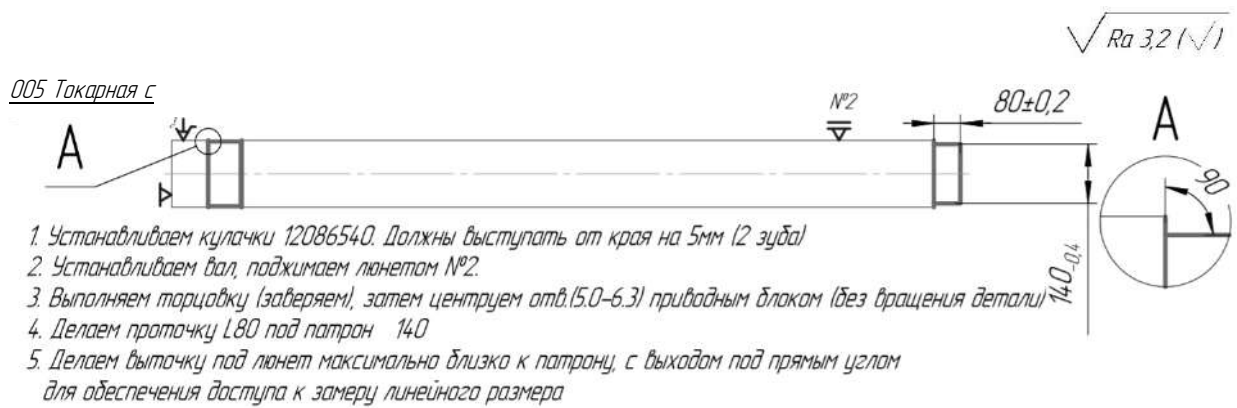 Ra 3,2 (√)
005 Токарная с
А
№2
80±0,2
А
90
140-0,4
1. Устанавливаем кулачки 12086540. Должны выступать от края на 5мм (2 зуба)
2. Устанавливаем вал, поджимаем люнетом №2.
3. Выполняем торцовку (заверяем), затем центруем отв.(5.0-6.3) приводным блоком (без вращения детали)
4. Делаем проточку L80 под патрон 140
5. Делаем выточку под люнет максимально близко к патрону, с выходом под прямым углом
для обеспечения доступа к замеру линейного размера